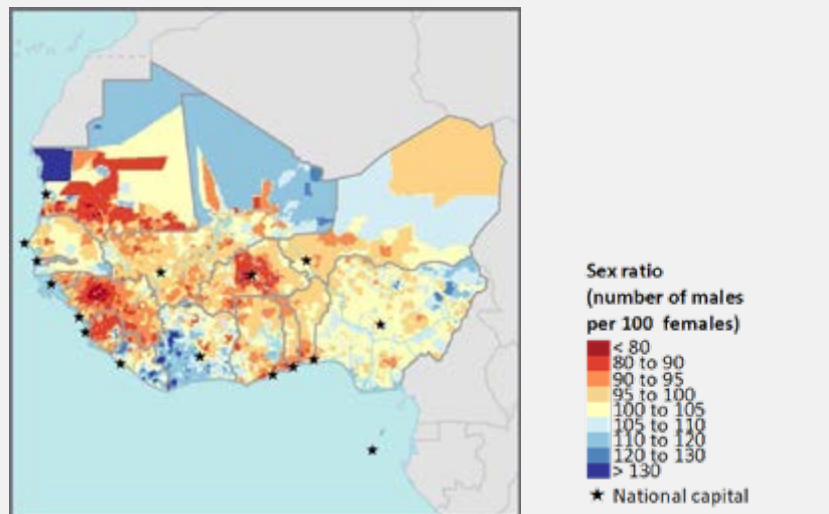 Sex ratio
(number of males
per 100 females)
< 80
80 to 90
90 to 95
95 to 100
100 to 105
105 to 110
110 to 120
120 to 130
> 130
★ National capital